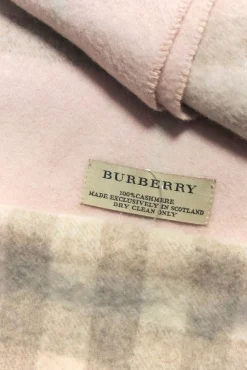 BURBERRY
100% CASHMERE
MADE EXCLUSIVELY IN SCOTLAND
DRY CLEAN ONLY